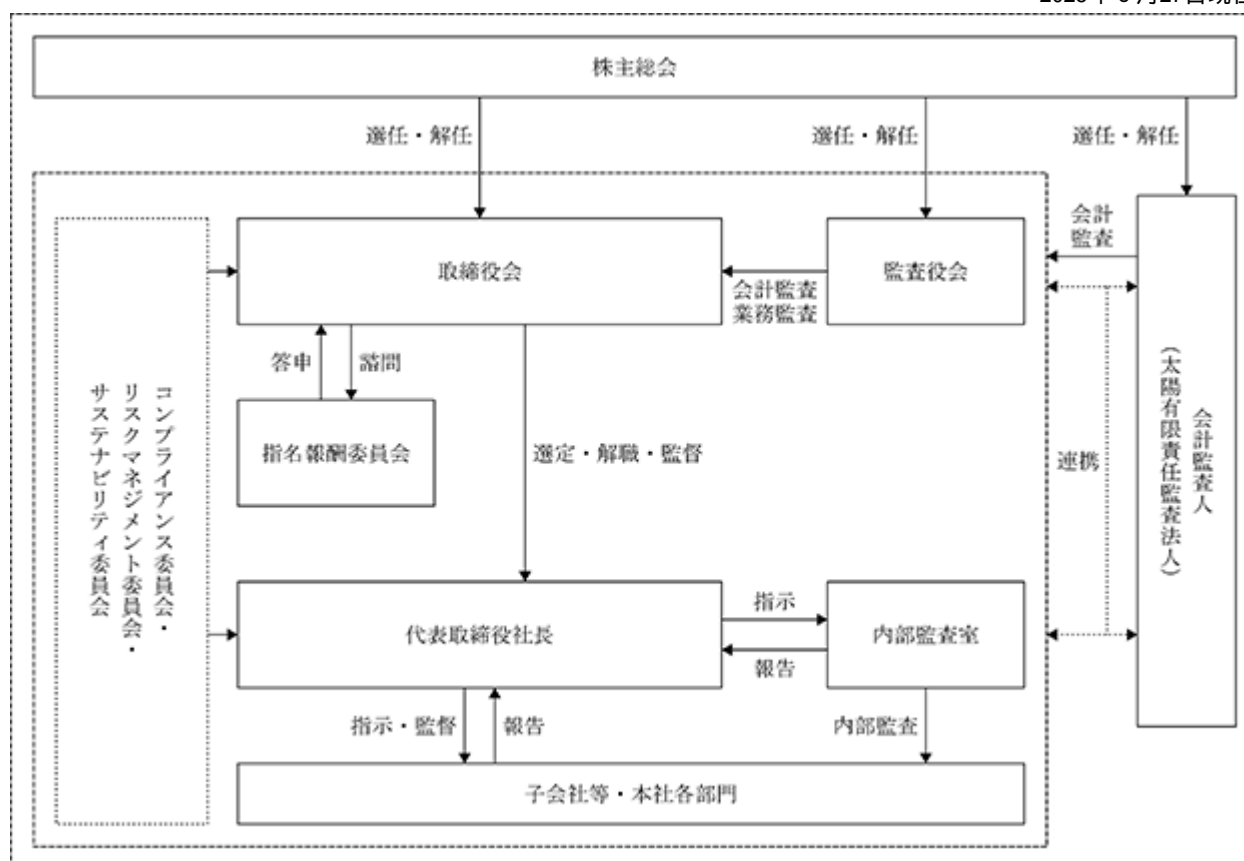 株主総会
選任・解任
選任・解任
選任・解任
取締役会
監査役会
会計
監査
会計監査
業務監査
答申
諮問
指名報酬委員会
選定・解職・監督
コンプライアンス委員会・
リスクマネジメント委員会・
サステナビリティ委員会
会計監査人
（太陽有限責任監査法人）
連携
代表取締役社長
指示
報告
内部監査室
指示・監督
報告
内部監査
子会社等・本社各部門